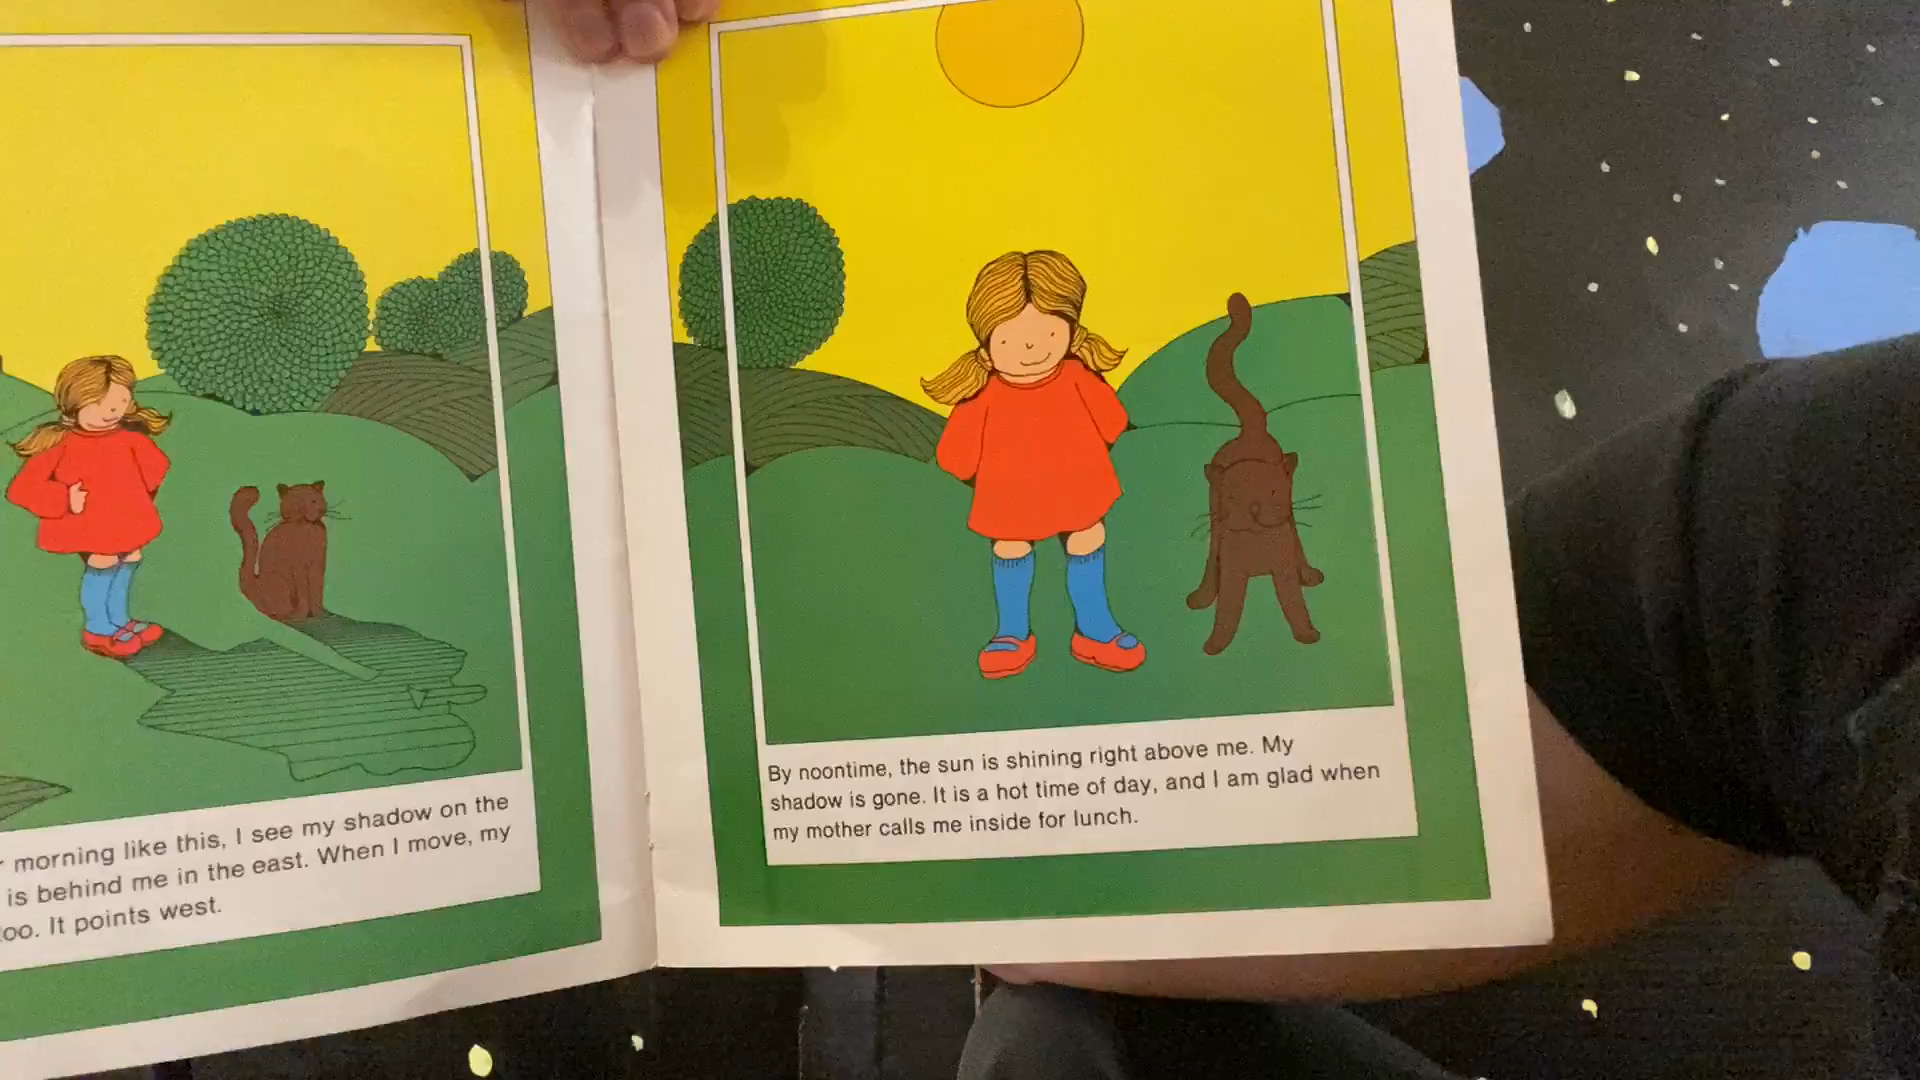 morning like this, I see my shadow on the
is behind me in the east. When I move, my
too. It points west.
By noontime, the sun is shining right above me. My
shadow is gone. It is a hot time of day, and I am glad when
my mother calls me inside for lunch.